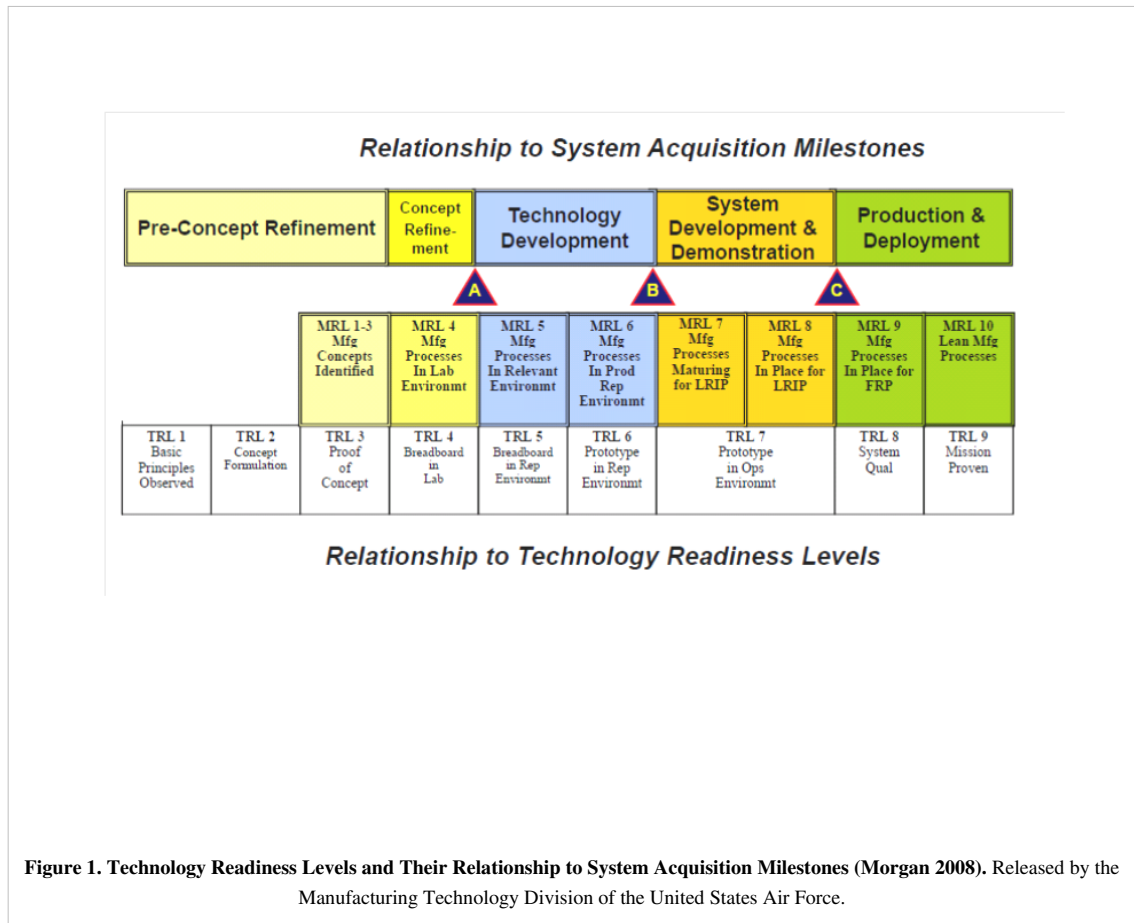 Relationship to System Acquisition Milestones
Pre-Concept Refinement
Concept
Refine-
ment
Technology
Development
System
Development &
Demonstration
Production &
Deployment
A
B
C
MRL 1-3
Mfg
Concepts
Identified
MRL 4
Mfg
Processes
In Lab
Environmt
MRL 5
Mfg
Processes
In Relevant
Environmt
MRL 6
Mfg
Processes
In Prod
Rep
Environmt
MRL 7
Mfg
Processes
Maturing
for LRIP
MRL 8
Mfg
Processes
In Place for
LRIP
MRL 9
Mfg
Processes
In Place for
FRP
MRL 10
Lean Mfg
Processes
TRL 1
Basic
Principles
Observed
TRL 2
Concept
Formulation
TRL 3
Proof
of
Concept
TRL 4
Breadboard
in
Lab
TRL 5
Breadboard
in Rep
Environmt
TRL 6
Prototype
in Rep
Environmt
TRL 7
Prototype
in Ops
Environmt
TRL 8
System
Qual
TRL 9
Mission
Proven
Relationship to Technology Readiness Levels
Figure 1. Technology Readiness Levels and Their Relationship to System Acquisition Milestones (Morgan 2008). Released by the
Manufacturing Technology Division of the United States Air Force.